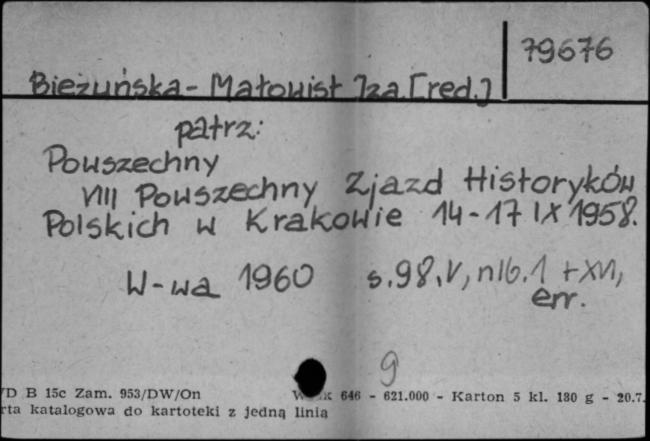 79676
Bieżuńska-Małowist Iza [red.]
patrz:
Powszechny
VIII Powszechny Zjazd Historyków
Polskich w Krakowie 14-17 IX 1958.
W-wa 1960 s.98,V, nlb.1 + XVI,
err.
9
/D B 15c Zam. 953/DW/On 646 - 621.000 - Karton 5 kl. 180 g - 20.7.
rta katalogowa do kartoteki z jedną linią